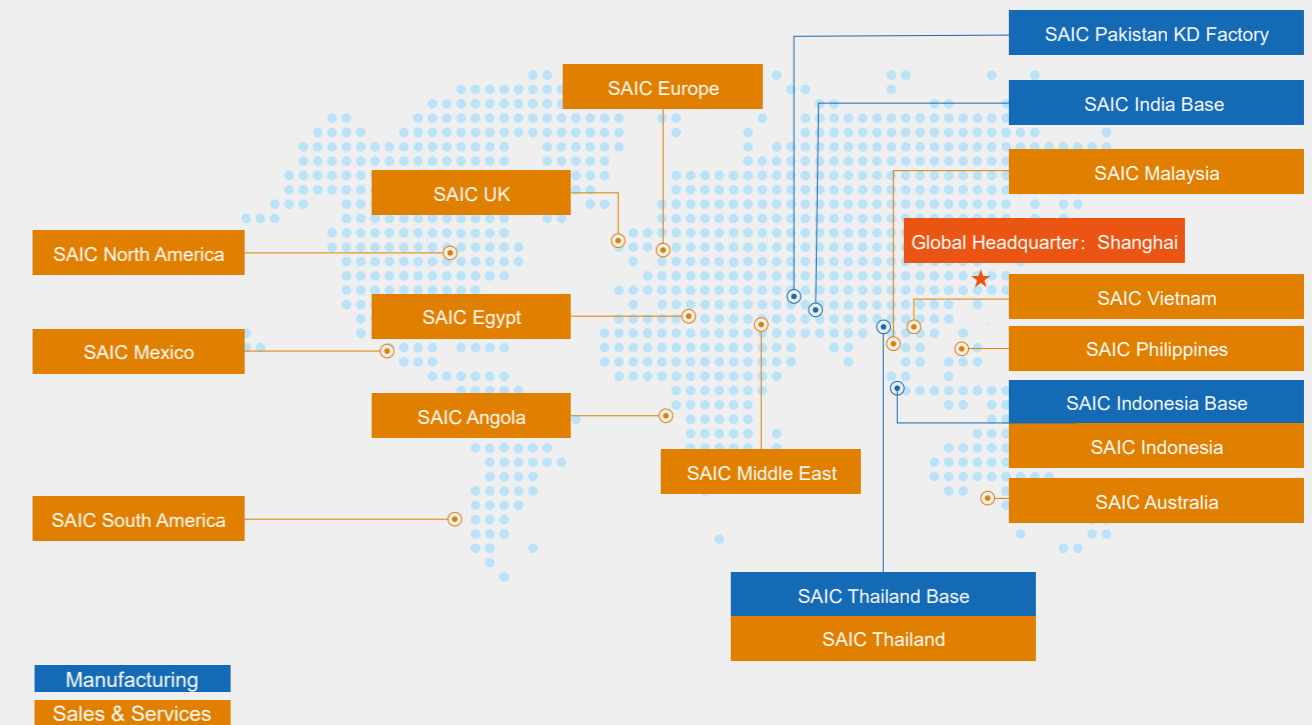 SAIC Pakistan KD Factory
SAIC Europe
SAIC India Base
SAIC Malaysia
SAIC UK
Global Headquarter: Shanghai
SAIC North America
SAIC Vietnam
SAIC Egypt
SAIC Mexico
SAIC Philippines
SAIC Indonesia Base
SAIC Angola
SAIC Indonesia
SAIC Middle East
SAIC Australia
SAIC South America
SAIC Thailand Base
SAIC Thailand
Manufacturing
Sales & Services